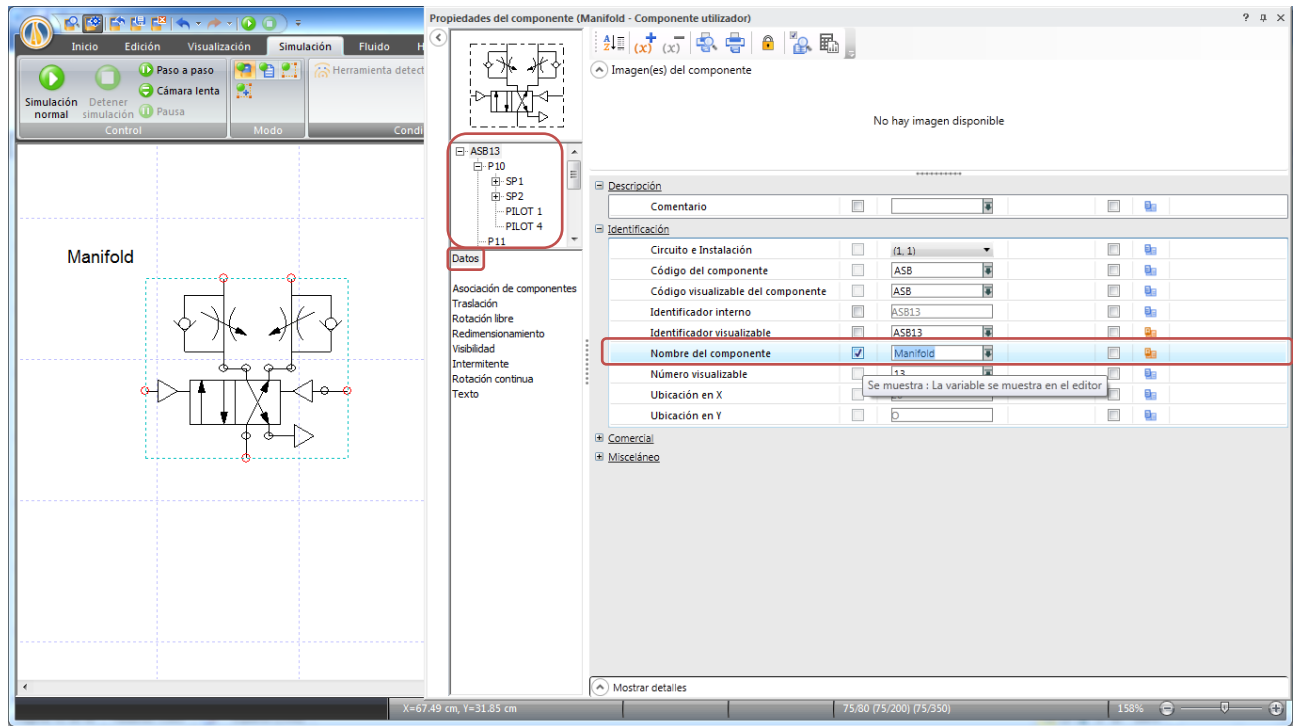 Propiedades del componente (Manifold - Componente utilizador)
Inicio Edición Visualización Simulación Fluido H
Simulación normal
Detener simulación
Paso a paso
Cámara lenta
Pausa
Herramienta detect
Control Modo Condi
Manifold
ASB13
P10
SP1
SP2
PILOT 1
PILOT 4
P11
Datos
Asociación de componentes
Traslación
Rotación libre
Redimensionamiento
Visibilidad
Intermitente
Rotación continua
Texto
Imagen(es) del componente
No hay imagen disponible
Descripción
Comentario
Identificación
Circuito e Instalación (1, 1)
Código del componente ASB
Código visualizable del componente ASB
Identificador interno ASB13
Identificador visualizable ASB13
Nombre del componente Manifold
Número visualizable 13
Se muestra : La variable se muestra en el editor
Ubicación en X
Ubicación en Y D
Comercial
Misceláneo
Mostrar detalles
X=67.49 cm, Y=31.85 cm 75/80 (75/200) (75/350) 158%